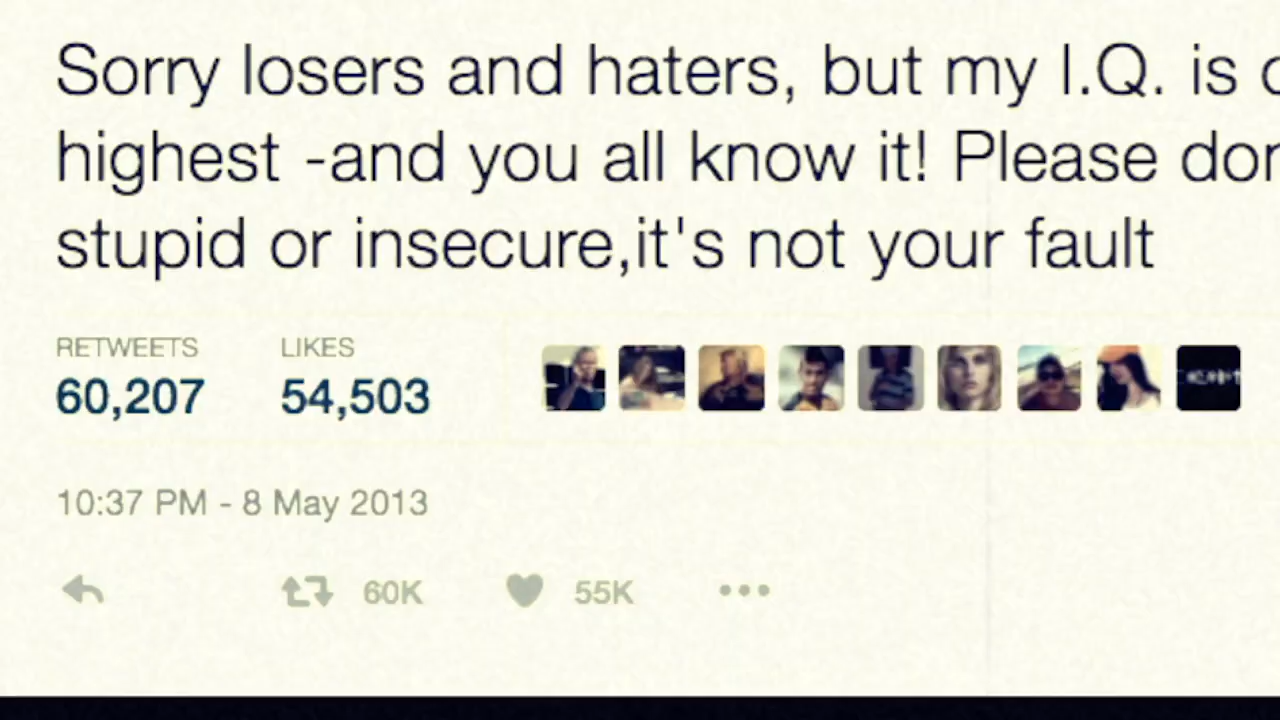 Sorry losers and haters, but my I.Q. is
highest -and you all know it! Please
stupid or insecure,it's not your fault
RETWEETS LIKES
60,207 54,503
10:37 PM - 8 May 2013
60K 55K